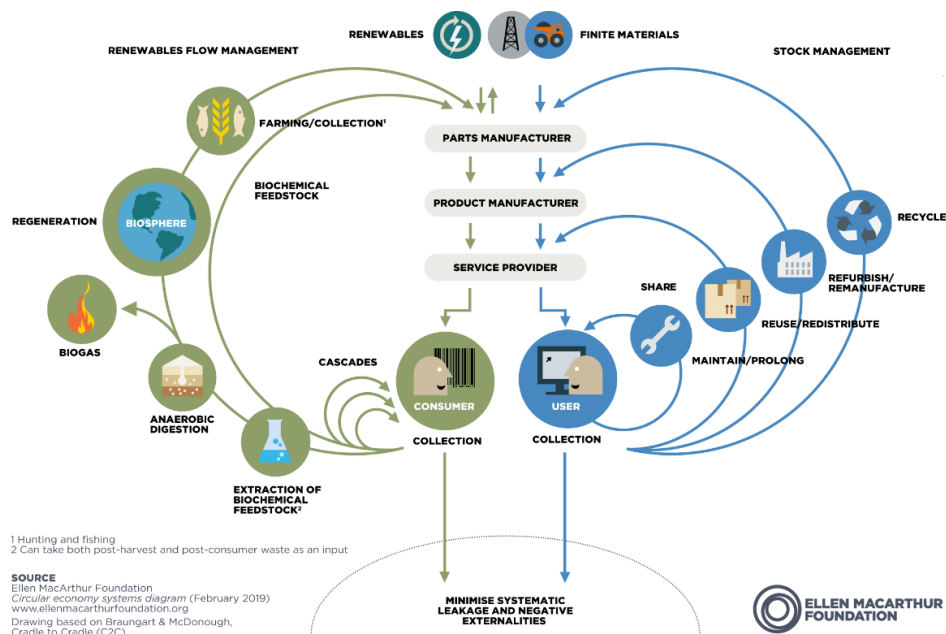 RENEWABLES
FINITE MATERIALS
RENEWABLES FLOW MANAGEMENT
STOCK MANAGEMENT
FARMING/COLLECTION¹
PARTS MANUFACTURER
BIOCHEMICAL
FEEDSTOCK
PRODUCT MANUFACTURER
REGENERATION
BIOSPHERE
RECYCLE
SERVICE PROVIDER
SHARE
REFURBISH/
REMANUFACTURE
REUSE/REDISTRIBUTE
BIOGAS
CASCADES
MAINTAIN/PROLONG
CONSUMER
USER
ANAEROBIC
DIGESTION
COLLECTION
COLLECTION
EXTRACTION OF
BIOCHEMICAL
FEEDSTOCK²
1 Hunting and fishing
2 Can take both post-harvest and post-consumer waste as an input
SOURCE
Ellen MacArthur Foundation
Circular economy systems diagram (February 2019)
www.ellenmacarthurfoundation.org
Drawing based on Braungart & McDonough,
Cradle to Cradle (C2C)
MINIMISE SYSTEMATIC
LEAKAGE AND NEGATIVE
EXTERNALITIES
ELLEN MACARTHUR
FOUNDATION